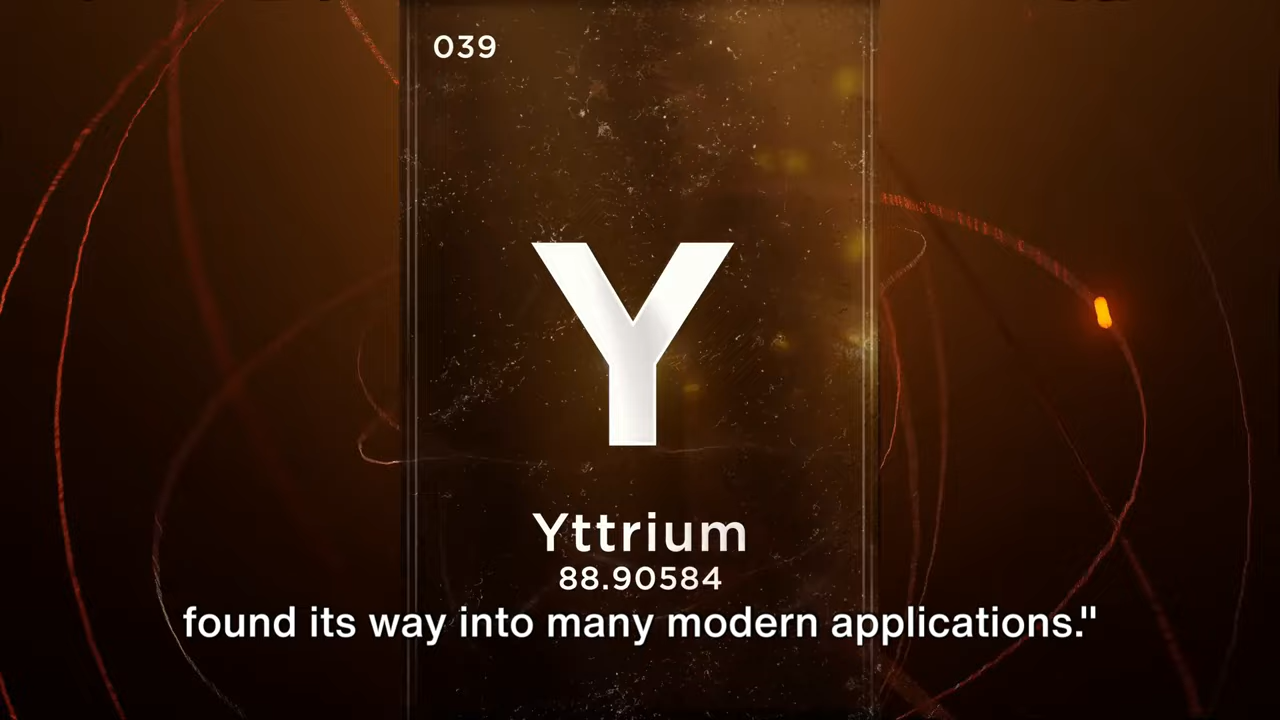 039
Y
Yttrium
88.90584
found its way into many modern applications."